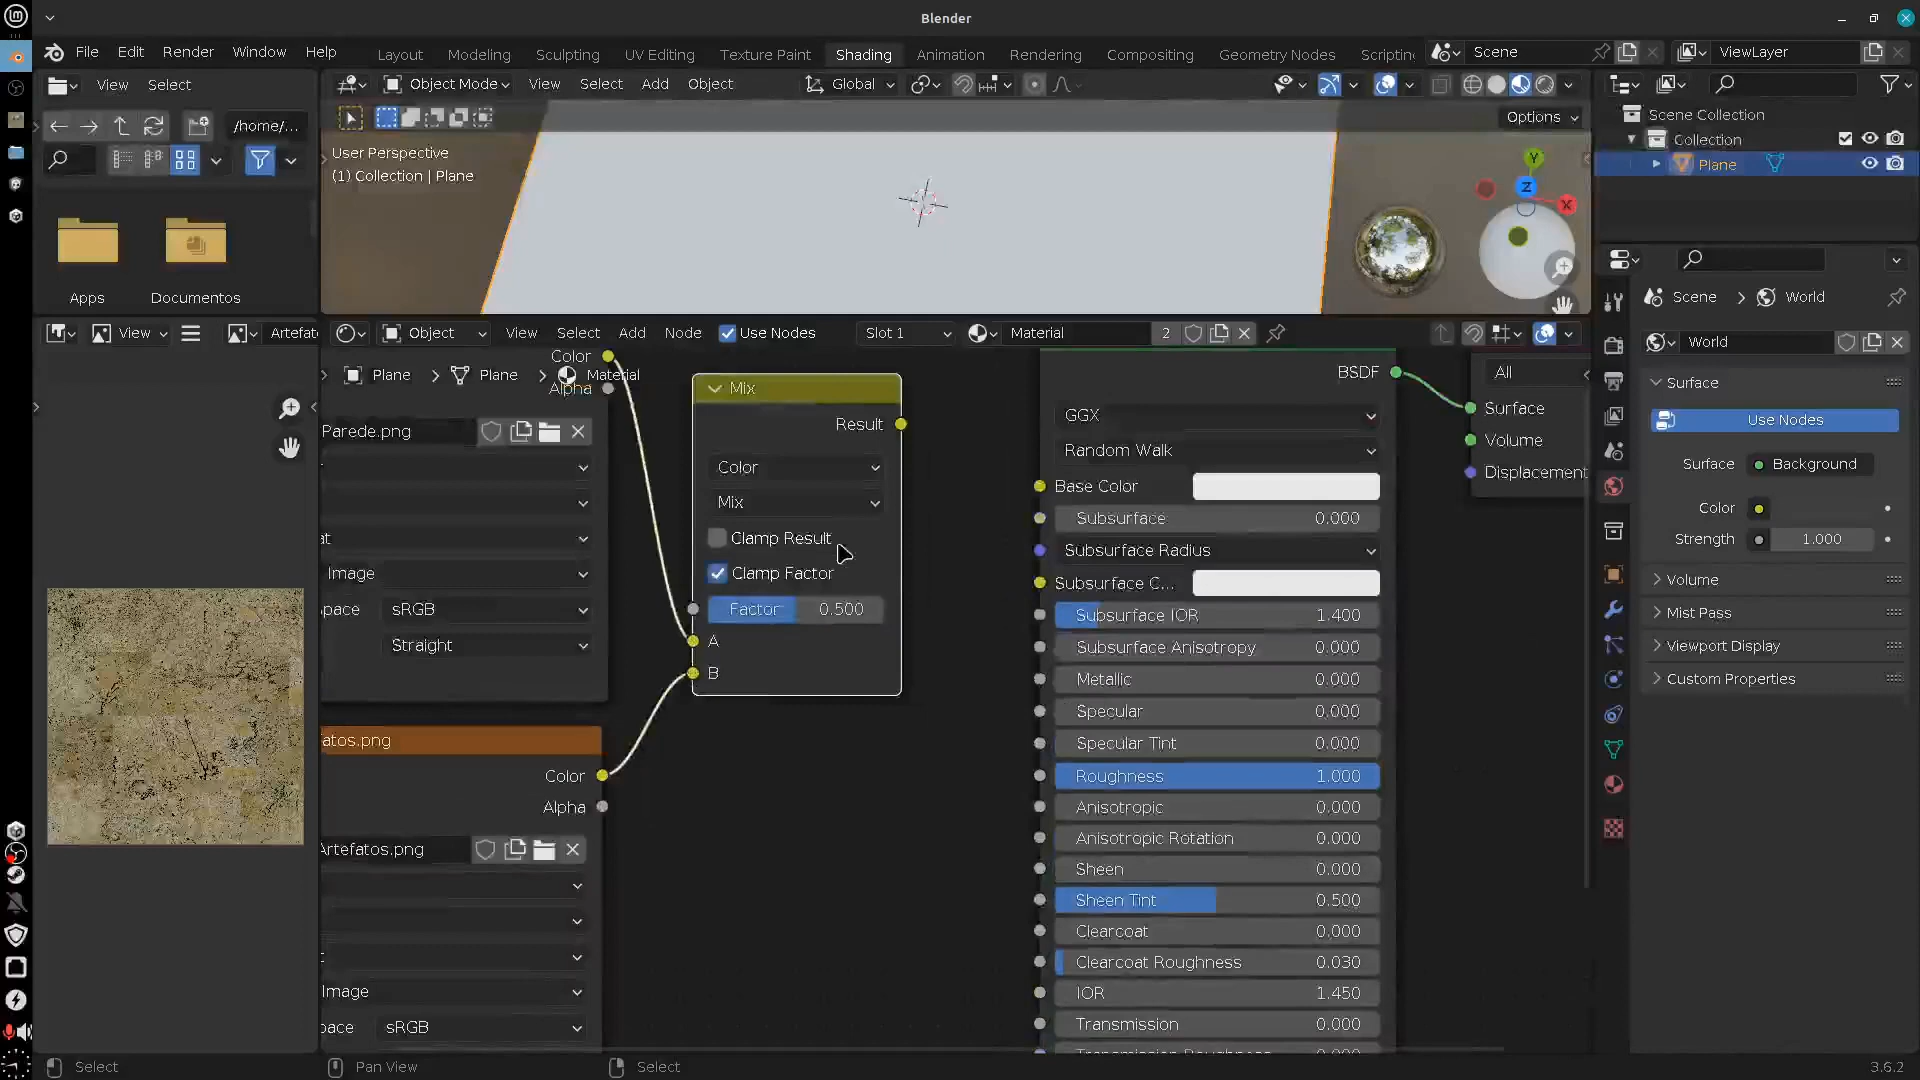 Blender
File Edit Render Window Help
Layout Modeling Sculpting UV Editing Texture Paint Shading Animation Rendering Compositing Geometry Nodes Scriptin
Scene
ViewLayer
View Select
Object Mode View Select Add Object
Global
/home/...
Options
User Perspective
(1) Collection | Plane
Y
Z
X
Apps
Documentos
Scene Collection
Collection
Plane
View
Artefat
Object View Select Add Node Use Nodes Slot 1 Material 2
Plane > Plane > Material
Color
Alpha
Parede.png
at
Image
pace sRGB
Straight
atos.png
Color
Alpha
Artefatos.png
Image
pace sRGB
Mix
Result
Color
Mix
Clamp Result
Clamp Factor
Factor 0.500
A
B
BSDF
GGX
Random Walk
Base Color
Subsurface 0.000
Subsurface Radius
Subsurface C...
Subsurface IOR 1.400
Subsurface Anisotropy 0.000
Metallic 0.000
Specular 0.000
Specular Tint 0.000
Roughness 1.000
Anisotropic 0.000
Anisotropic Rotation 0.000
Sheen 0.000
Sheen Tint 0.500
Clearcoat 0.000
Clearcoat Roughness 0.030
IOR 1.450
Transmission 0.000
All
Surface
Volume
Displacement
Scene > World
World
Surface
Use Nodes
Surface Background
Color
Strength 1.000
Volume
Mist Pass
Viewport Display
Custom Properties
Select
Pan View
Select
3.6.2